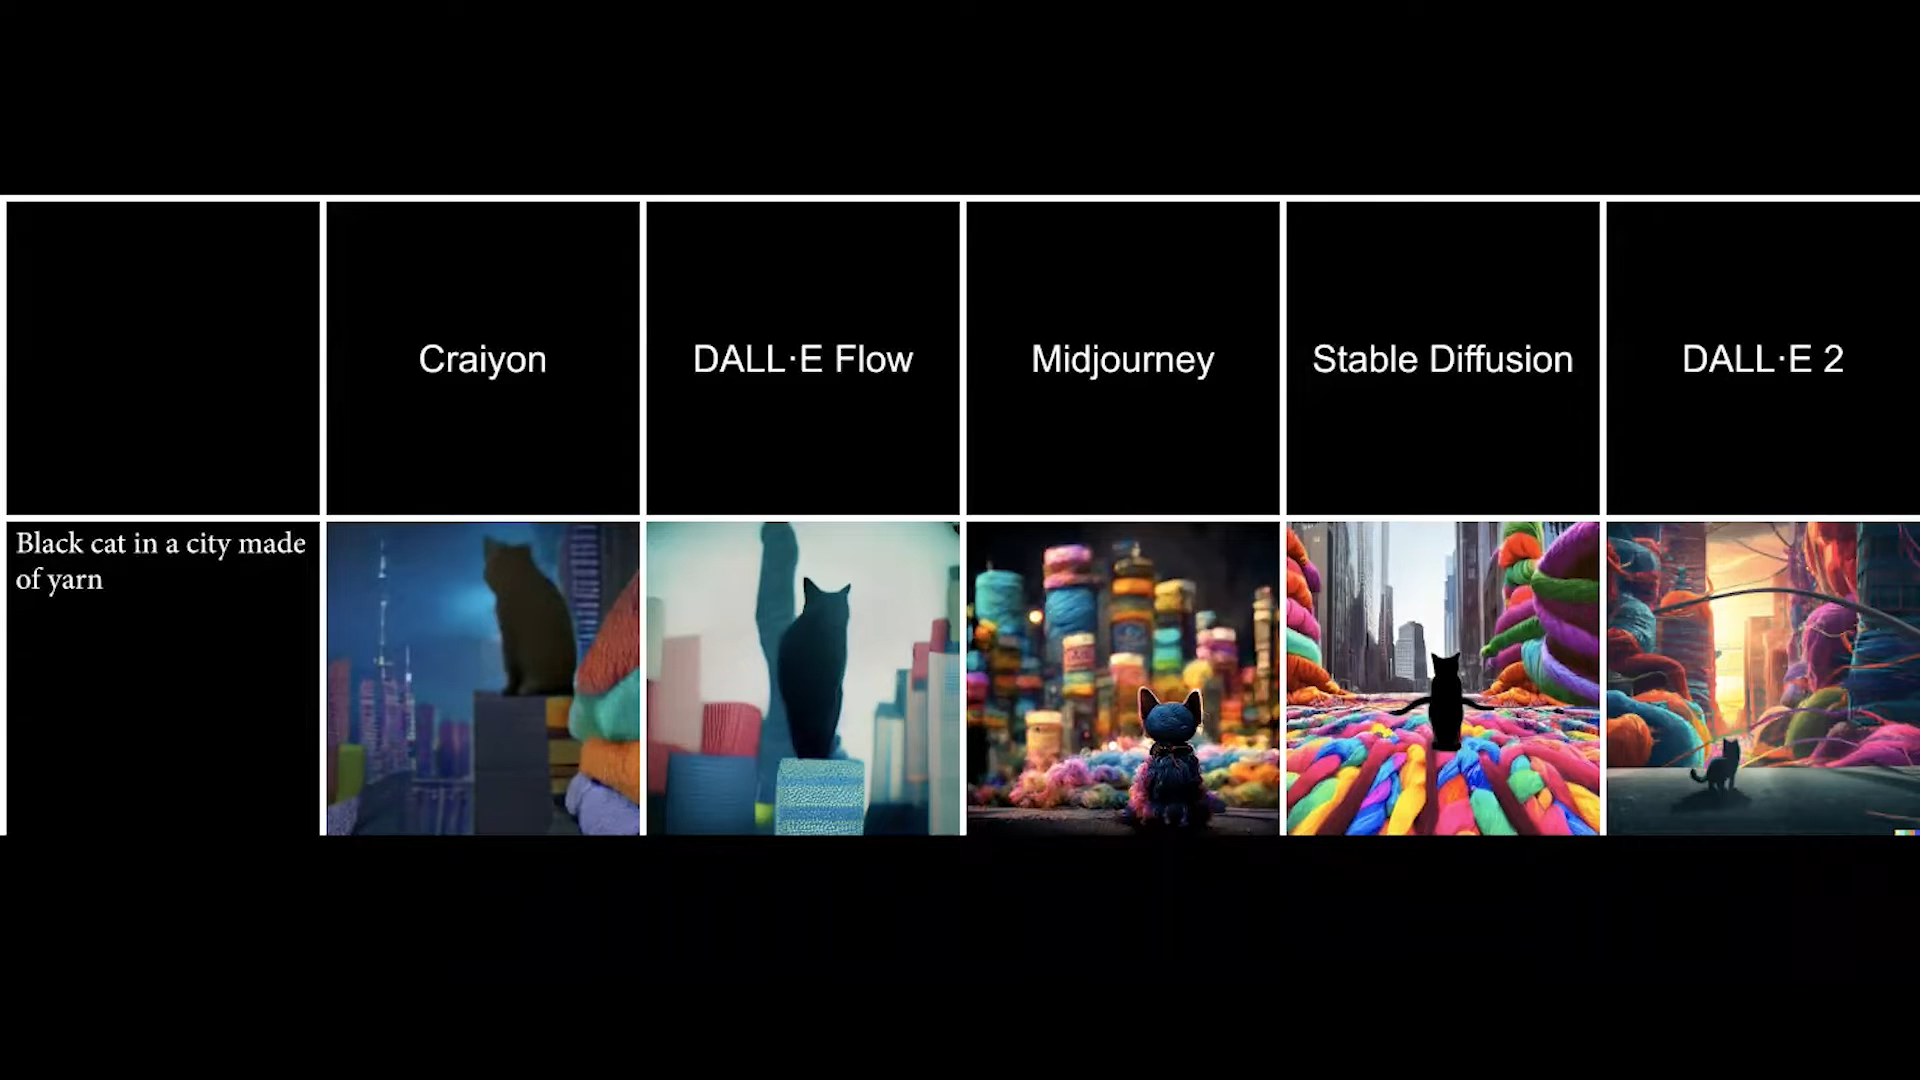 Craiyon
DALL·E Flow
Midjourney
Stable Diffusion
DALL·E 2
Black cat in a city made
of yarn